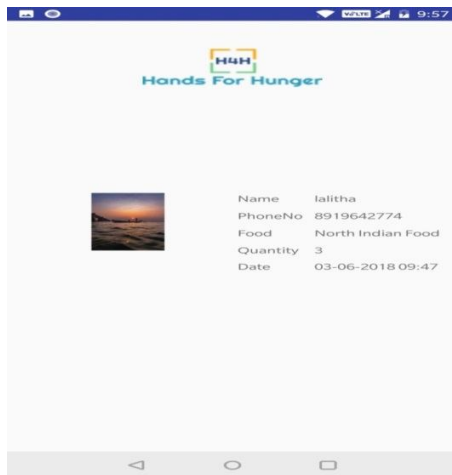 VoLTE 9:57
H4H
Hands For Hunger
Name lalitha
PhoneNo 8919642774
Food North Indian Food
Quantity 3
Date 03-06-2018 09:47